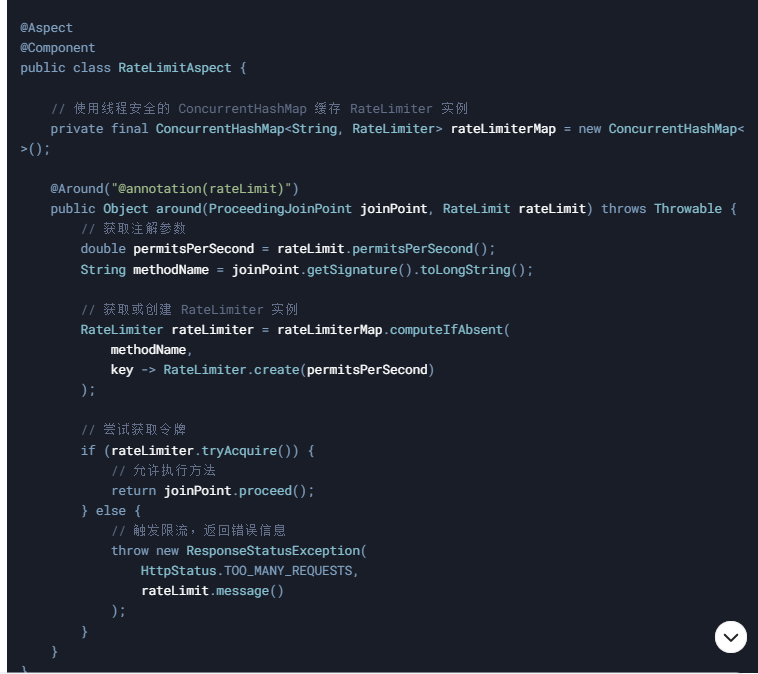 @Aspect
@Component
public class RateLimitAspect {
// 使用线程安全的 ConcurrentHashMap 缓存 RateLimiter 实例
private final ConcurrentHashMap<String, RateLimiter> rateLimiterMap = new ConcurrentHashMap<
>();
@Around("@annotation(rateLimit)")
public Object around(ProceedingJoinPoint joinPoint, RateLimit rateLimit) throws Throwable {
// 获取注解参数
double permitsPerSecond = rateLimit.permitsPerSecond();
String methodName = joinPoint.getSignature().toLongString();
// 获取或创建 RateLimiter 实例
RateLimiter rateLimiter = rateLimiterMap.computeIfAbsent(
methodName,
key -> RateLimiter.create(permitsPerSecond)
);
// 尝试获取令牌
if (rateLimiter.tryAcquire()) {
// 允许执行方法
return joinPoint.proceed();
} else {
// 触发限流，返回错误信息
throw new ResponseStatusException(
HttpStatus.TOO_MANY_REQUESTS,
rateLimit.message()
);
}
}
}